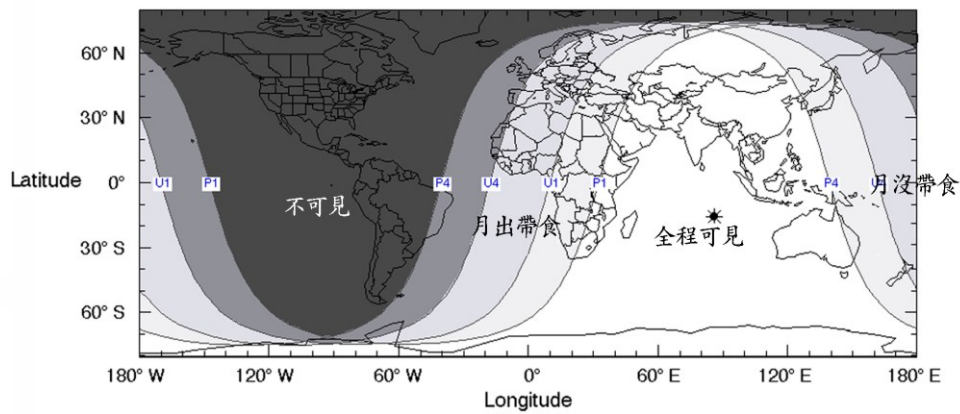 60° N
30° N
Latitude
0°
U1
P1
P4
U4
U1
P1
P4
月沒帶食
不可見
月出帶食
全程可見
30° S
60° S
180° W
120° W
60° W
0°
60° E
120° E
180° E
Longitude